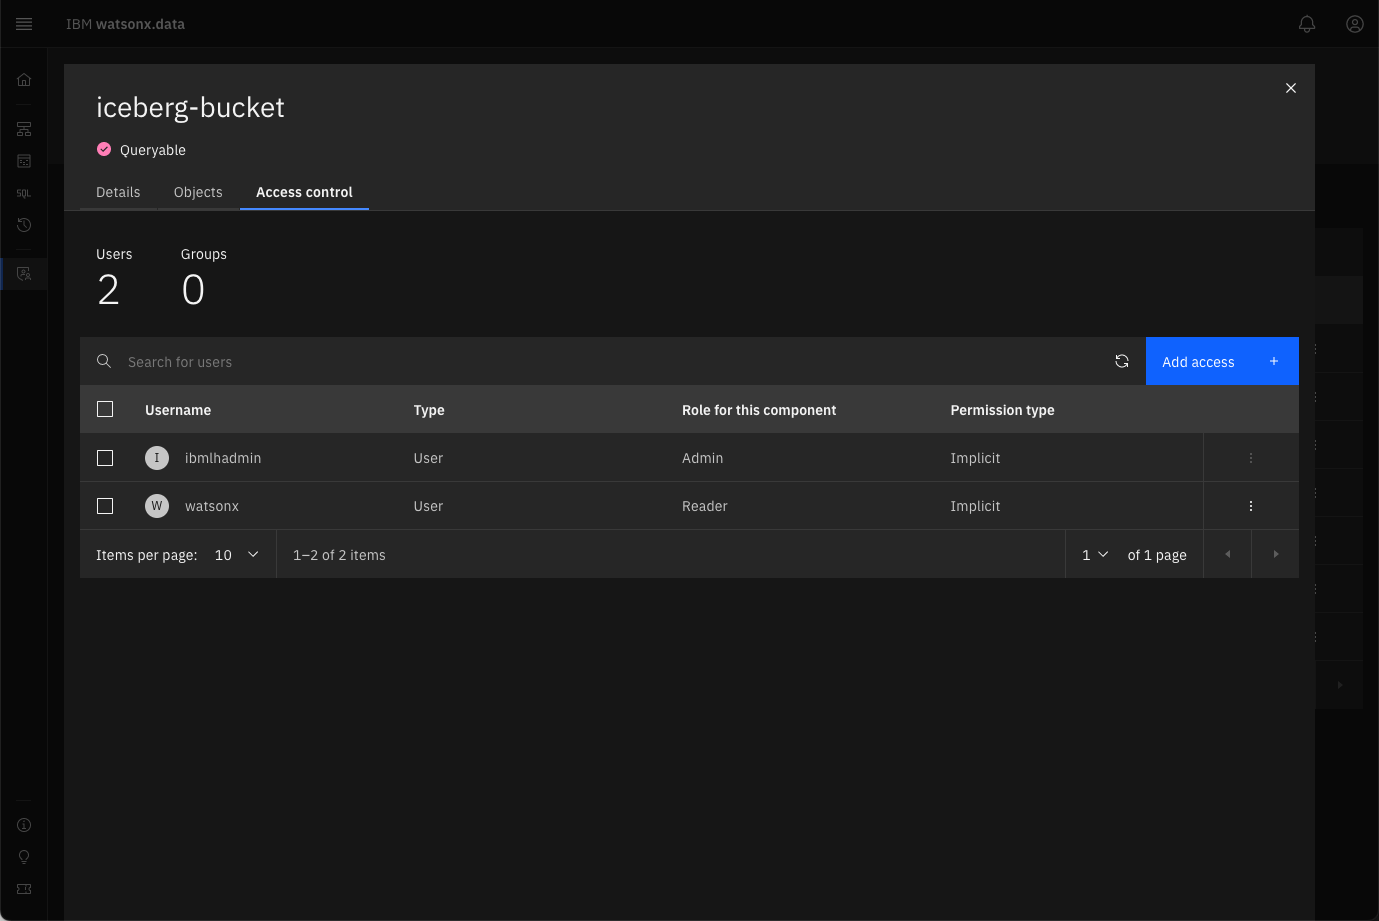 IBM watsonx.data
iceberg-bucket
Queryable
Details Objects Access control
Users Groups
2 0
Search for users Add access +
Username Type Role for this component Permission type
I ibmlhadmin User Admin Implicit
W watsonx User Reader Implicit
Items per page: 10 1–2 of 2 items 1 of 1 page
SQL